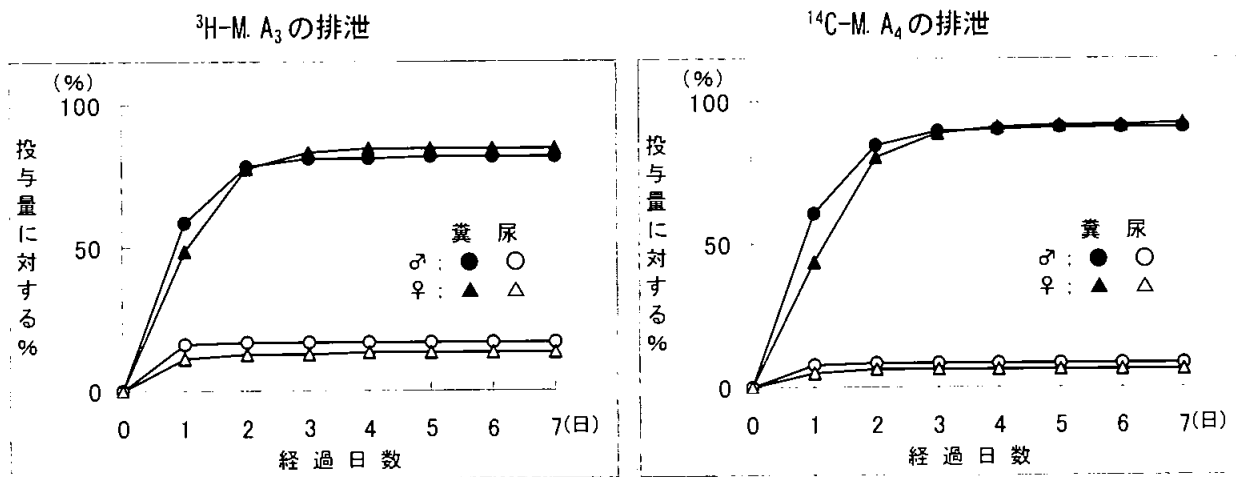 ³H-M. A₃の排泄
(%)
100
50
0
投与量に対する%
糞 尿
♂ : ● ○
♀ : ▲ △
0 1 2 3 4 5 6 7(日)
経過日数
¹⁴C-M. A₄の排泄
(%)
100
50
0
投与量に対する%
糞 尿
♂ : ● ○
♀ : ▲ △
0 1 2 3 4 5 6 7(日)
経過日数